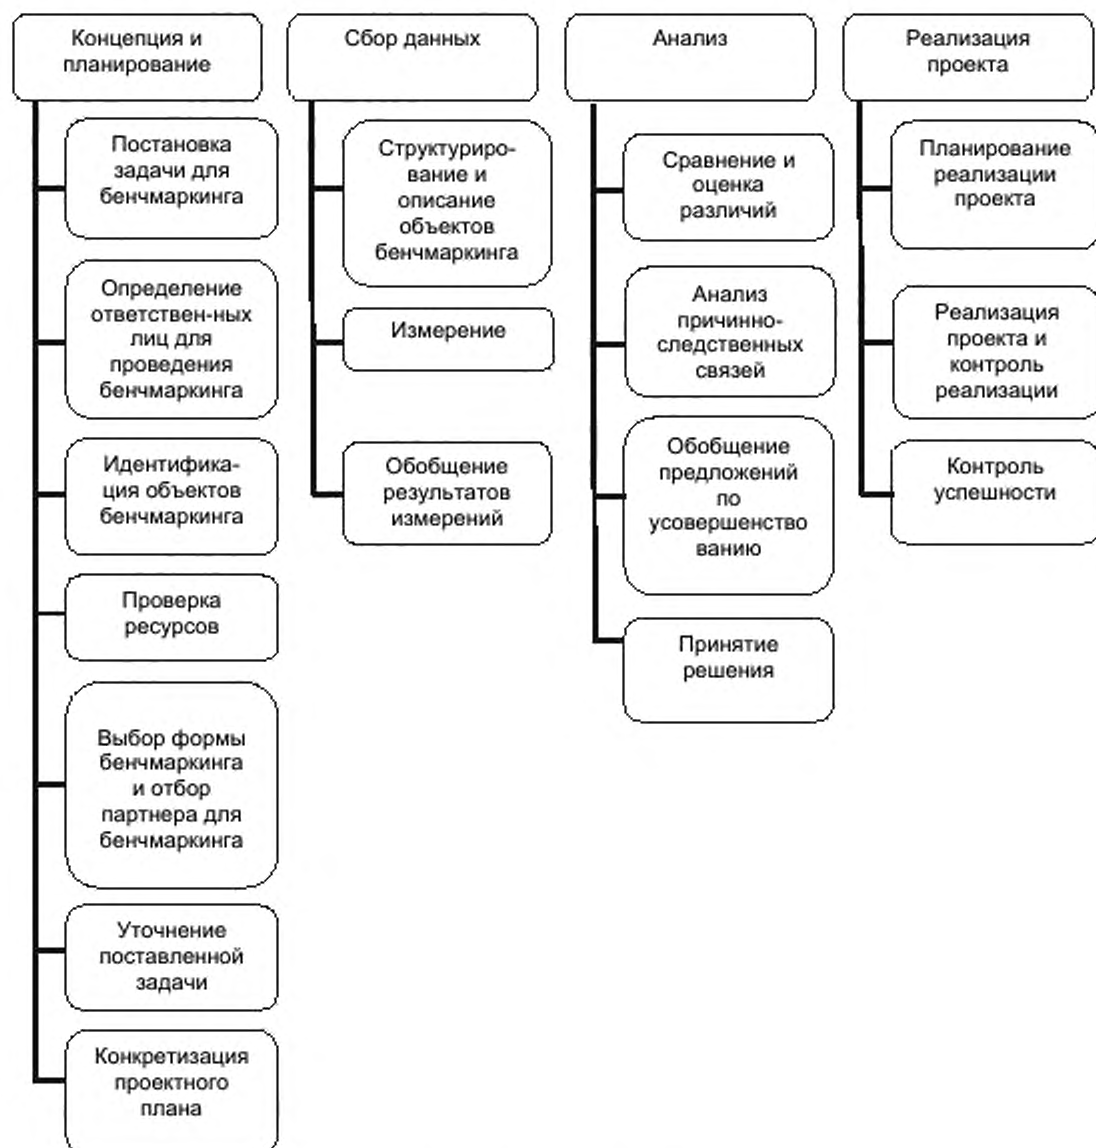 Концепция и
планирование
Постановка
задачи для
бенчмаркинга
Определение
ответствен-ных
лиц для
проведения
бенчмаркинга
Идентифика-
ция объектов
бенчмаркинга
Проверка
ресурсов
Выбор формы
бенчмаркинга
и отбор
партнера для
бенчмаркинга
Уточнение
поставленной
задачи
Конкретизация
проектного
плана
Сбор данных
Структуриро-
вание и
описание
объектов
бенчмаркинга
Измерение
Обобщение
результатов
измерений
Анализ
Сравнение и
оценка
различий
Анализ
причинно-
следственных
связей
Обобщение
предложений
по
усовершенство
ванию
Принятие
решения
Реализация
проекта
Планирование
реализации
проекта
Реализация
проекта и
контроль
реализации
Контроль
успешности